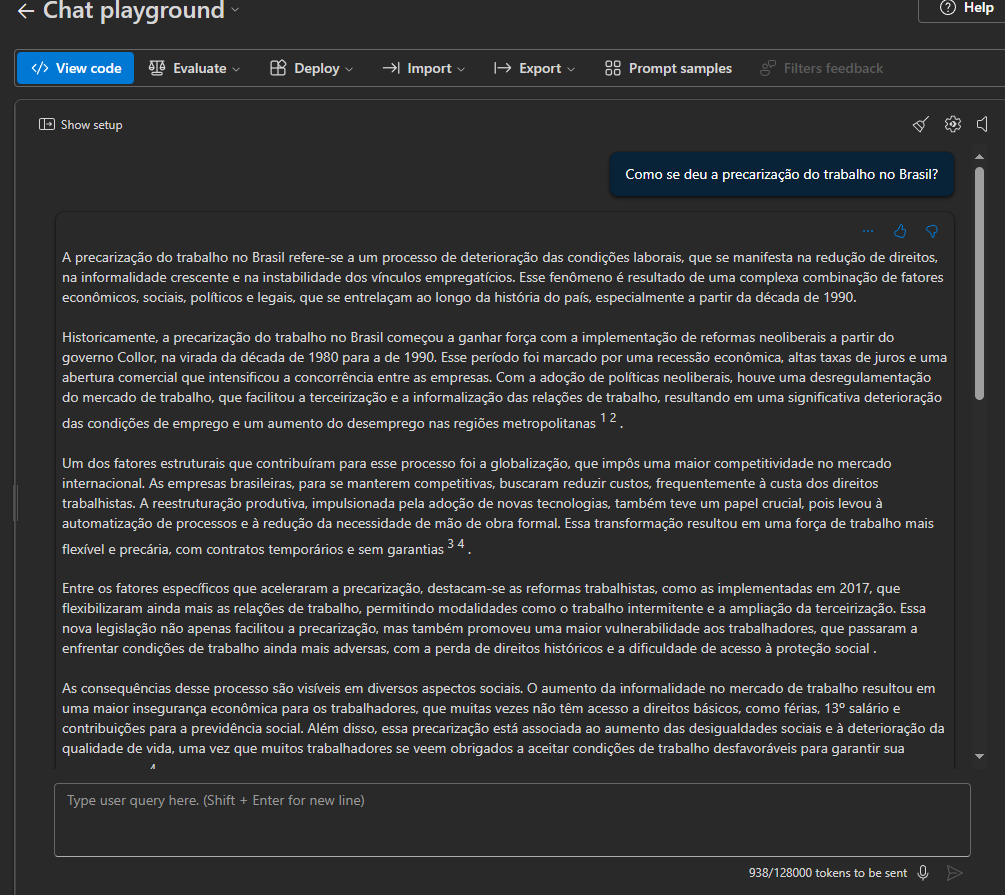 Chat playground
Help
</> View code
Evaluate
Deploy
Import
Export
Prompt samples
Filters feedback
Show setup
Como se deu a precarização do trabalho no Brasil?
A precarização do trabalho no Brasil refere-se a um processo de deterioração das condições laborais, que se manifesta na redução de direitos,
na informalidade crescente e na instabilidade dos vínculos empregatícios. Esse fenômeno é resultado de uma complexa combinação de fatores
econômicos, sociais, políticos e legais, que se entrelaçam ao longo da história do país, especialmente a partir da década de 1990.
Historicamente, a precarização do trabalho no Brasil começou a ganhar força com a implementação de reformas neoliberais a partir do
governo Collor, na virada da década de 1980 para a de 1990. Esse período foi marcado por uma recessão econômica, altas taxas de juros e uma
abertura comercial que intensificou a concorrência entre as empresas. Com a adoção de políticas neoliberais, houve uma desregulamentação
do mercado de trabalho, que facilitou a terceirização e a informalização das relações de trabalho, resultando em uma significativa deterioração
das condições de emprego e um aumento do desemprego nas regiões metropolitanas 1 2 .
Um dos fatores estruturais que contribuíram para esse processo foi a globalização, que impôs uma maior competitividade no mercado
internacional. As empresas brasileiras, para se manterem competitivas, buscaram reduzir custos, frequentemente à custa dos direitos
trabalhistas. A reestruturação produtiva, impulsionada pela adoção de novas tecnologias, também teve um papel crucial, pois levou à
automatização de processos e à redução da necessidade de mão de obra formal. Essa transformação resultou em uma força de trabalho mais
flexível e precária, com contratos temporários e sem garantias 3 4 .
Entre os fatores específicos que aceleraram a precarização, destacam-se as reformas trabalhistas, como as implementadas em 2017, que
flexibilizaram ainda mais as relações de trabalho, permitindo modalidades como o trabalho intermitente e a ampliação da terceirização. Essa
nova legislação não apenas facilitou a precarização, mas também promoveu uma maior vulnerabilidade aos trabalhadores, que passaram a
enfrentar condições de trabalho ainda mais adversas, com a perda de direitos históricos e a dificuldade de acesso à proteção social .
As consequências desse processo são visíveis em diversos aspectos sociais. O aumento da informalidade no mercado de trabalho resultou em
uma maior insegurança econômica para os trabalhadores, que muitas vezes não têm acesso a direitos básicos, como férias, 13º salário e
contribuições para a previdência social. Além disso, essa precarização está associada ao aumento das desigualdades sociais e à deterioração da
qualidade de vida, uma vez que muitos trabalhadores se veem obrigados a aceitar condições de trabalho desfavoráveis para garantir sua
4
Type user query here. (Shift + Enter for new line)
938/128000 tokens to be sent